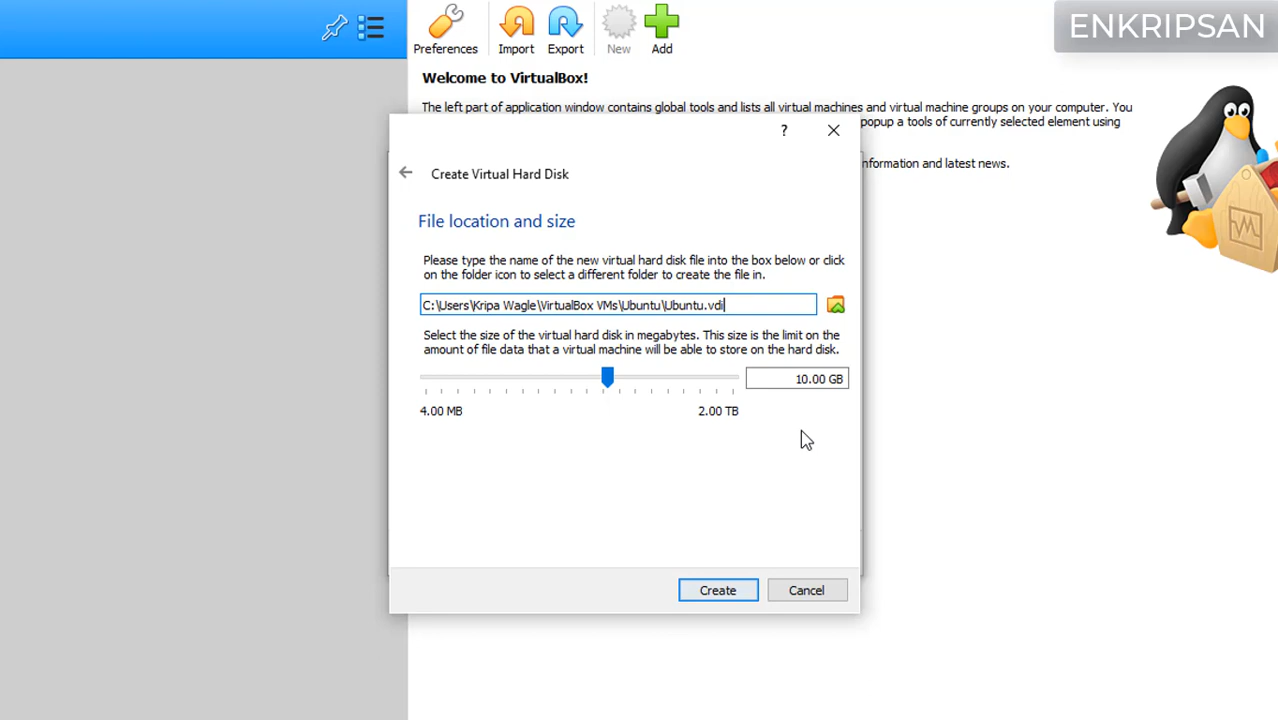 ENKRIPSAN
Preferences
Import
Export
New
Add
Welcome to VirtualBox!
The left part of application window contains global tools and lists all virtual machines and virtual machine groups on your computer. You
popup a tools of currently selected element using
nformation and latest news.
?
Create Virtual Hard Disk
File location and size
Please type the name of the new virtual hard disk file into the box below or click
on the folder icon to select a different folder to create the file in.
C:\Users\Kripa Wagle\VirtualBox VMs\Ubuntu\Ubuntu.vdi
Select the size of the virtual hard disk in megabytes. This size is the limit on the
amount of file data that a virtual machine will be able to store on the hard disk.
10.00 GB
4.00 MB
2.00 TB
Create
Cancel